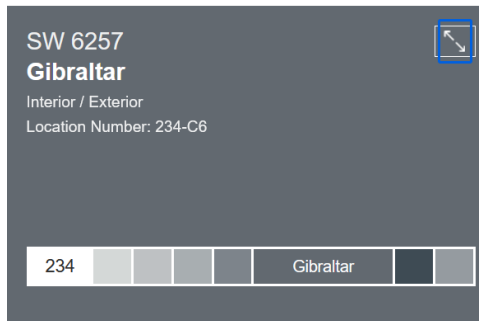 SW 6257
Gibraltar
Interior / Exterior
Location Number: 234-C6
234
Gibraltar